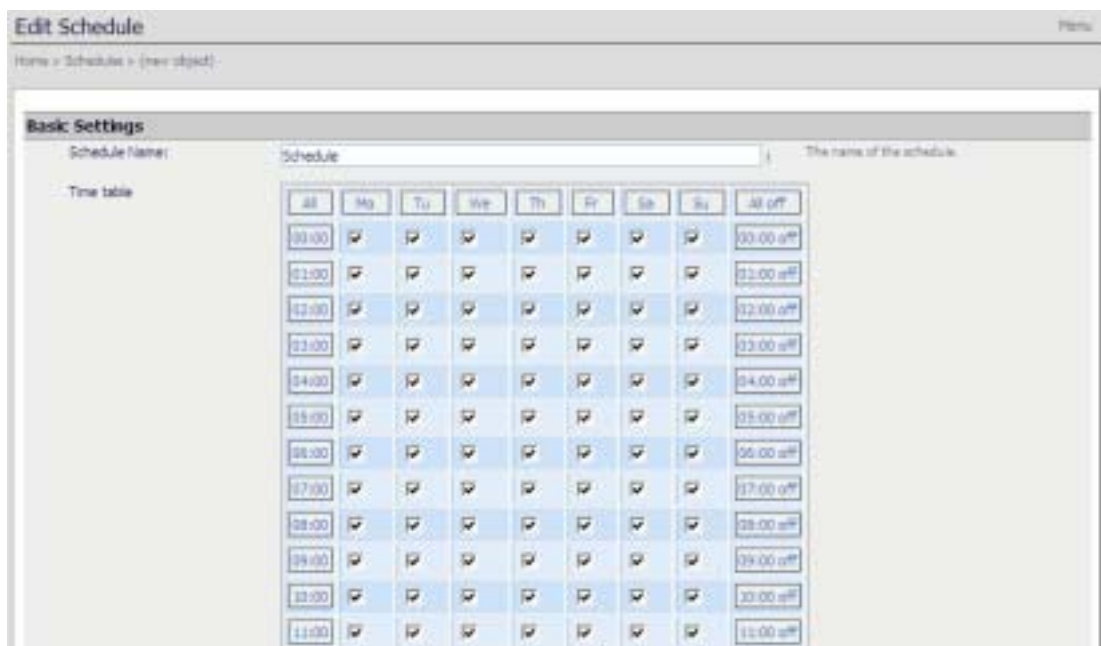 Edit Schedule Menu
Home > Schedules > (new object)
Basic Settings
Schedule Name: Schedule The name of the schedule.
Time table
All Mo Tu We Th Fr Sa Su All off
00:00 00:00 off
01:00 01:00 off
02:00 02:00 off
03:00 03:00 off
04:00 04:00 off
05:00 05:00 off
06:00 06:00 off
07:00 07:00 off
08:00 08:00 off
09:00 09:00 off
10:00 10:00 off
11:00 11:00 off